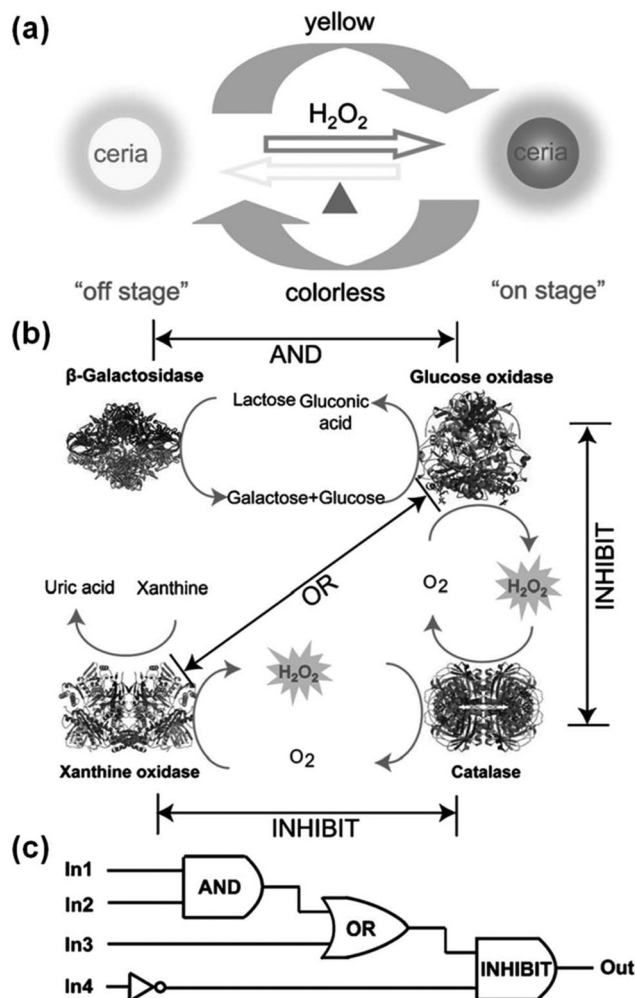 (a)
yellow
H₂O₂
ceria
ceria
"off stage"
colorless
"on stage"
(b)
AND
β-Galactosidase
Glucose oxidase
Lactose Gluconic
acid
Galactose+Glucose
INHIBIT
OR
O₂
H₂O₂
Uric acid
Xanthine
H₂O₂
O₂
Xanthine oxidase
Catalase
INHIBIT
(c)
In1
AND
In2
OR
In3
INHIBIT
Out
In4